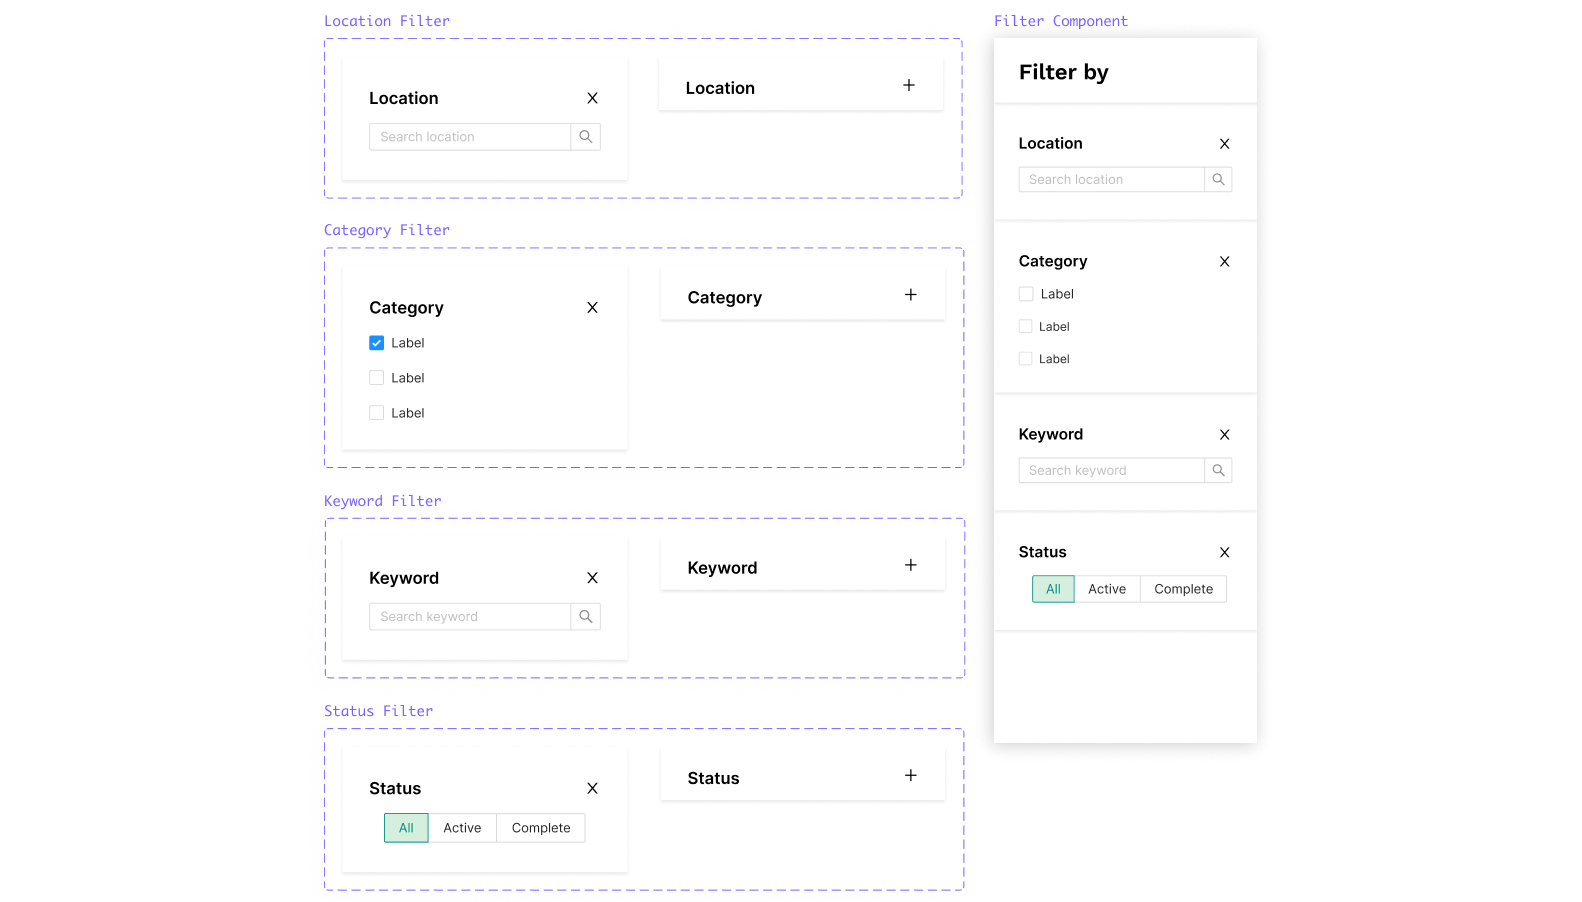 Location Filter
Location X
Search location
Location +
Category Filter
Category X
Label
Label
Label
Category +
Keyword Filter
Keyword X
Search keyword
Keyword +
Status Filter
Status X
All Active Complete
Status +
Filter Component
Filter by
Location X
Search location
Category X
Label
Label
Label
Keyword X
Search keyword
Status X
All Active Complete